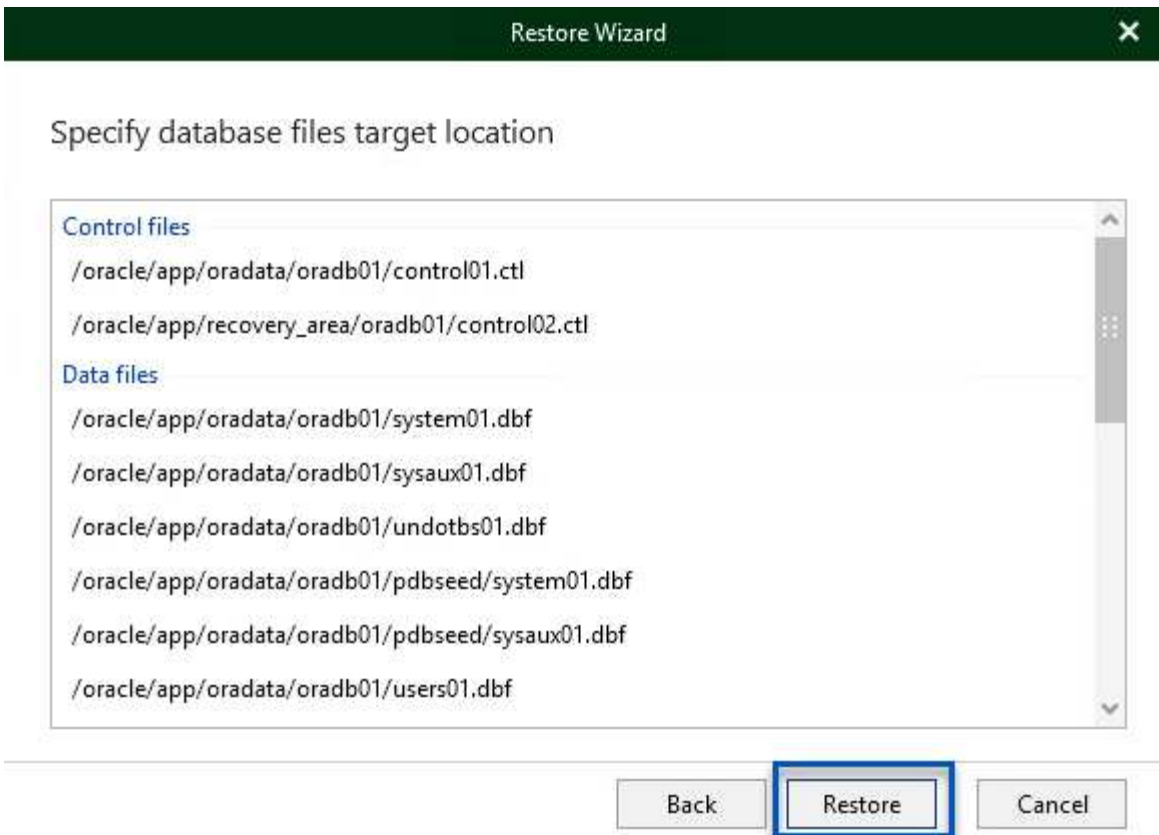 Restore Wizard
Specify database files target location
Control files
/oracle/app/oradata/oradb01/control01.ctl
/oracle/app/recovery_area/oradb01/control02.ctl
Data files
/oracle/app/oradata/oradb01/system01.dbf
/oracle/app/oradata/oradb01/sysaux01.dbf
/oracle/app/oradata/oradb01/undotbs01.dbf
/oracle/app/oradata/oradb01/pdbseed/system01.dbf
/oracle/app/oradata/oradb01/pdbseed/sysaux01.dbf
/oracle/app/oradata/oradb01/users01.dbf
Back Restore Cancel